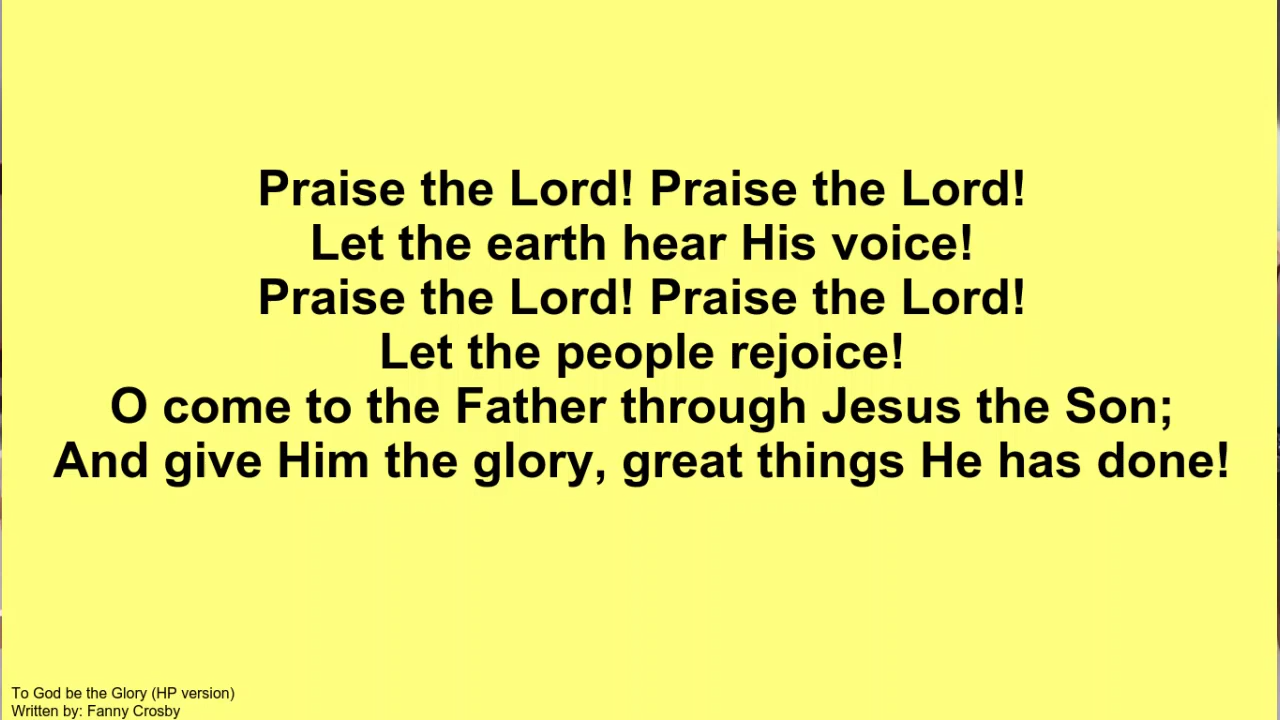 Praise the Lord! Praise the Lord!
Let the earth hear His voice!
Praise the Lord! Praise the Lord!
Let the people rejoice!
O come to the Father through Jesus the Son;
And give Him the glory, great things He has done!
To God be the Glory (HP version)
Written by: Fanny Crosby